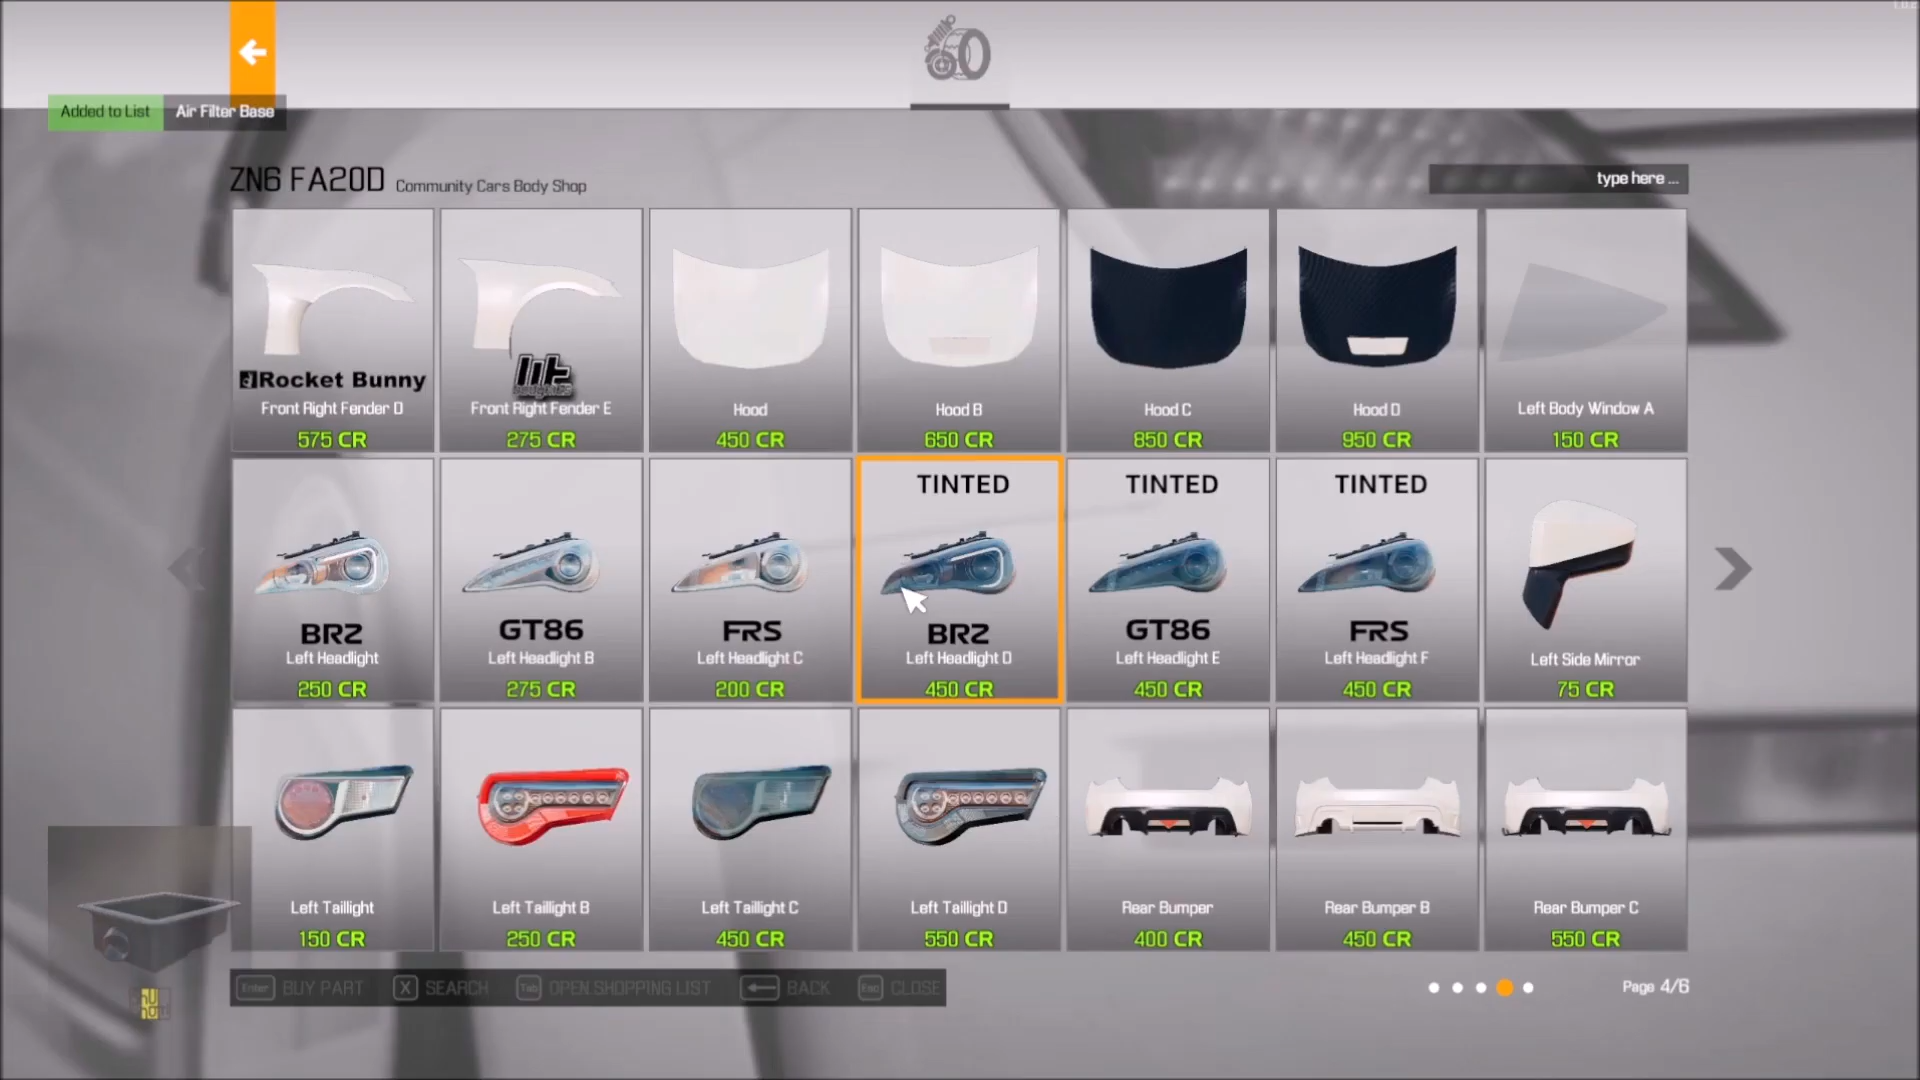 Added to List
Air Filter Base
ZN6 FA20D Community Cars Body Shop
type here ...
Rocket Bunny
Front Right Fender D
575 CR
Front Right Fender E
275 CR
Hood
450 CR
Hood B
650 CR
Hood C
850 CR
Hood D
950 CR
Left Body Window A
150 CR
BRZ
Left Headlight
250 CR
GT86
Left Headlight B
275 CR
FRS
Left Headlight C
200 CR
TINTED
BRZ
Left Headlight D
450 CR
TINTED
GT86
Left Headlight E
450 CR
TINTED
FRS
Left Headlight F
450 CR
Left Side Mirror
75 CR
Left Taillight
150 CR
Left Taillight B
250 CR
Left Taillight C
450 CR
Left Taillight D
550 CR
Rear Bumper
400 CR
Rear Bumper B
450 CR
Rear Bumper C
550 CR
Enter BUY PART X SEARCH Tab OPEN SHOPPING LIST BACK Esc CLOSE
Page 4/6